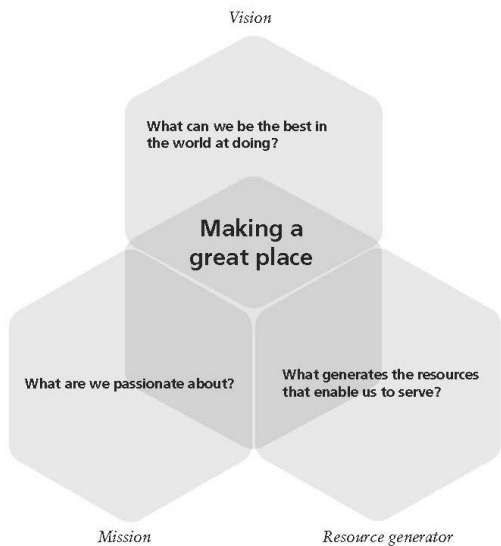 Vision
What can we be the best in
the world at doing?
Making a
great place
What are we passionate about?
What generates the resources
that enable us to serve?
Mission
Resource generator